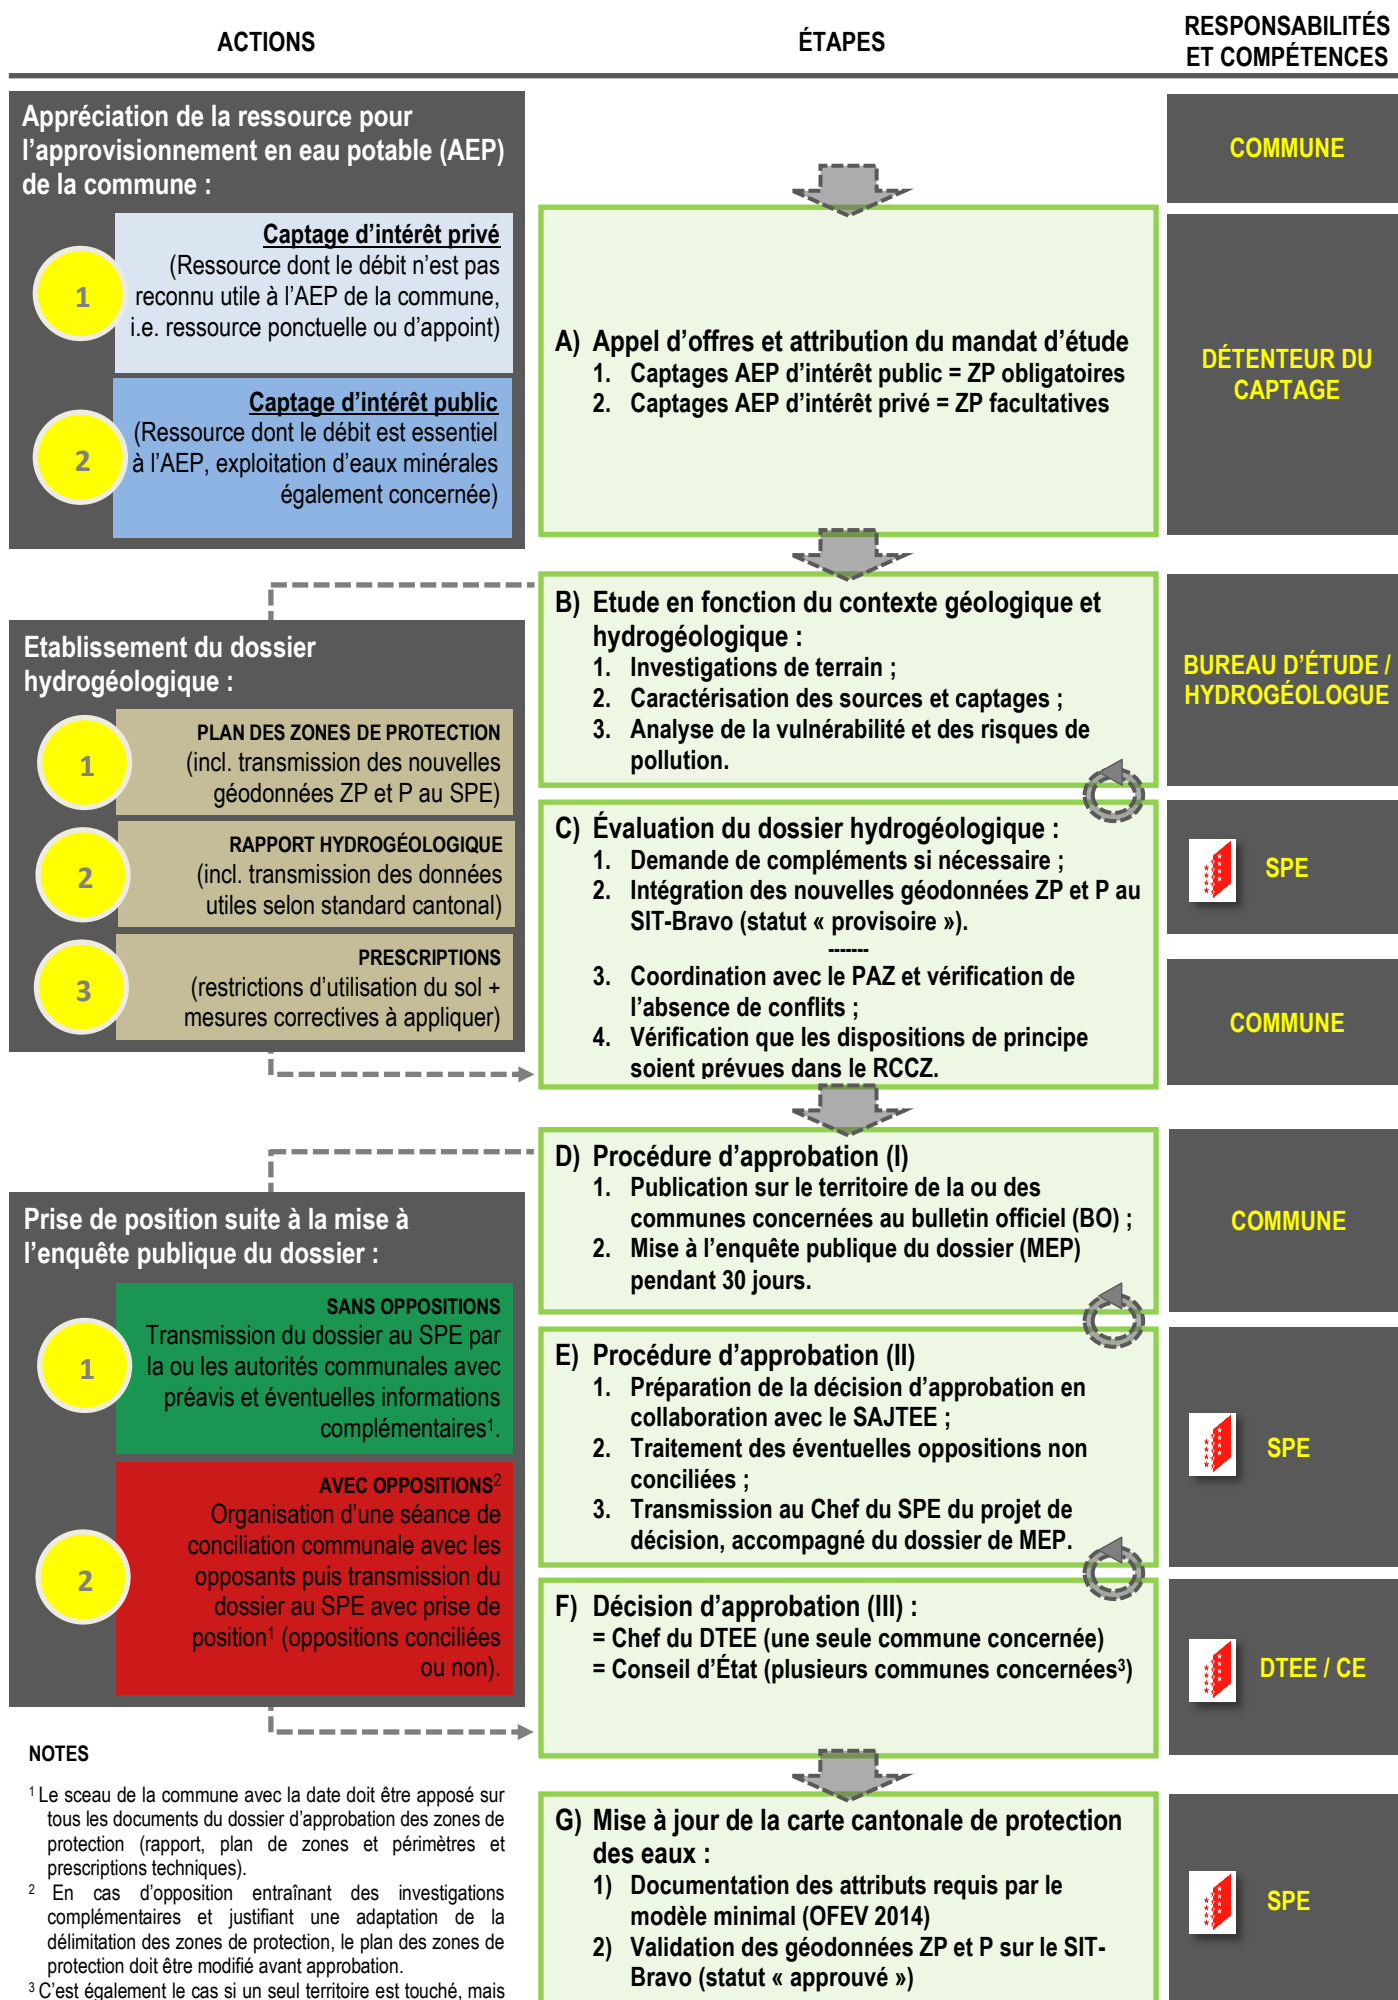 ACTIONS
ÉTAPES
RESPONSABILITÉS
ET COMPÉTENCES
Appréciation de la ressource pour
l’approvisionnement en eau potable (AEP)
de la commune :
1
Captage d’intérêt privé
(Ressource dont le débit n’est pas
reconnu utile à l’AEP de la commune,
i.e. ressource ponctuelle ou d’appoint)
2
Captage d’intérêt public
(Ressource dont le débit est essentiel
à l’AEP, exploitation d’eaux minérales
également concernée)
COMMUNE
A) Appel d’offres et attribution du mandat d’étude
1. Captages AEP d’intérêt public = ZP obligatoires
2. Captages AEP d’intérêt privé = ZP facultatives
DÉTENTEUR DU
CAPTAGE
Etablissement du dossier
hydrogéologique :
1
PLAN DES ZONES DE PROTECTION
(incl. transmission des nouvelles
géodonnées ZP et P au SPE)
2
RAPPORT HYDROGÉOLOGIQUE
(incl. transmission des données
utiles selon standard cantonal)
3
PRESCRIPTIONS
(restrictions d’utilisation du sol +
mesures correctives à appliquer)
B) Etude en fonction du contexte géologique et
hydrogéologique :
1. Investigations de terrain ;
2. Caractérisation des sources et captages ;
3. Analyse de la vulnérabilité et des risques de
pollution.
BUREAU D’ÉTUDE /
HYDROGÉOLOGUE
C) Évaluation du dossier hydrogéologique :
1. Demande de compléments si nécessaire ;
2. Intégration des nouvelles géodonnées ZP et P au
SIT-Bravo (statut « provisoire »).
-------
3. Coordination avec le PAZ et vérification de
l’absence de conflits ;
4. Vérification que les dispositions de principe
soient prévues dans le RCCZ.
SPE
COMMUNE
Prise de position suite à la mise à
l’enquête publique du dossier :
1
SANS OPPOSITIONS
Transmission du dossier au SPE par
la ou les autorités communales avec
préavis et éventuelles informations
complémentaires¹.
2
AVEC OPPOSITIONS²
Organisation d’une séance de
conciliation communale avec les
opposants puis transmission du
dossier au SPE avec prise de
position¹ (oppositions conciliées
ou non).
D) Procédure d’approbation (I)
1. Publication sur le territoire de la ou des
communes concernées au bulletin officiel (BO) ;
2. Mise à l’enquête publique du dossier (MEP)
pendant 30 jours.
COMMUNE
E) Procédure d’approbation (II)
1. Préparation de la décision d’approbation en
collaboration avec le SAJTEE ;
2. Traitement des éventuelles oppositions non
conciliées ;
3. Transmission au Chef du SPE du projet de
décision, accompagné du dossier de MEP.
SPE
F) Décision d’approbation (III) :
= Chef du DTEE (une seule commune concernée)
= Conseil d’État (plusieurs communes concernées³)
DTEE / CE
G) Mise à jour de la carte cantonale de protection
des eaux :
1) Documentation des attributs requis par le
modèle minimal (OFEV 2014)
2) Validation des géodonnées ZP et P sur le SIT-
Bravo (statut « approuvé »)
SPE
NOTES
¹ Le sceau de la commune avec la date doit être apposé sur
tous les documents du dossier d’approbation des zones de
protection (rapport, plan de zones et périmètres et
prescriptions techniques).
² En cas d’opposition entraînant des investigations
complémentaires et justifiant une adaptation de la
délimitation des zones de protection, le plan des zones de
protection doit être modifié avant approbation.
³ C’est également le cas si un seul territoire est touché, mais